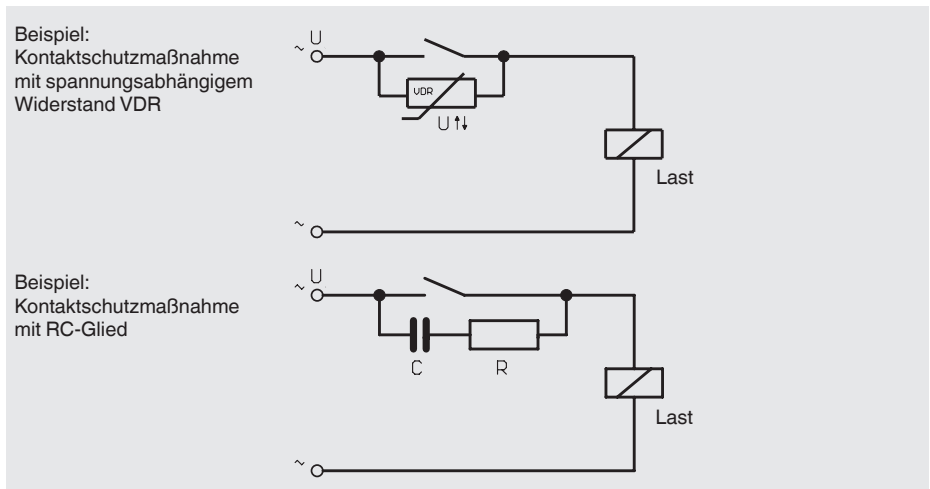 Beispiel:
Kontaktschutzmaßnahme
mit spannungsabhängigem
Widerstand VDR
~ U
VDR
U ↑↓
Last
~
Beispiel:
Kontaktschutzmaßnahme
mit RC-Glied
~ U
C R
Last
~